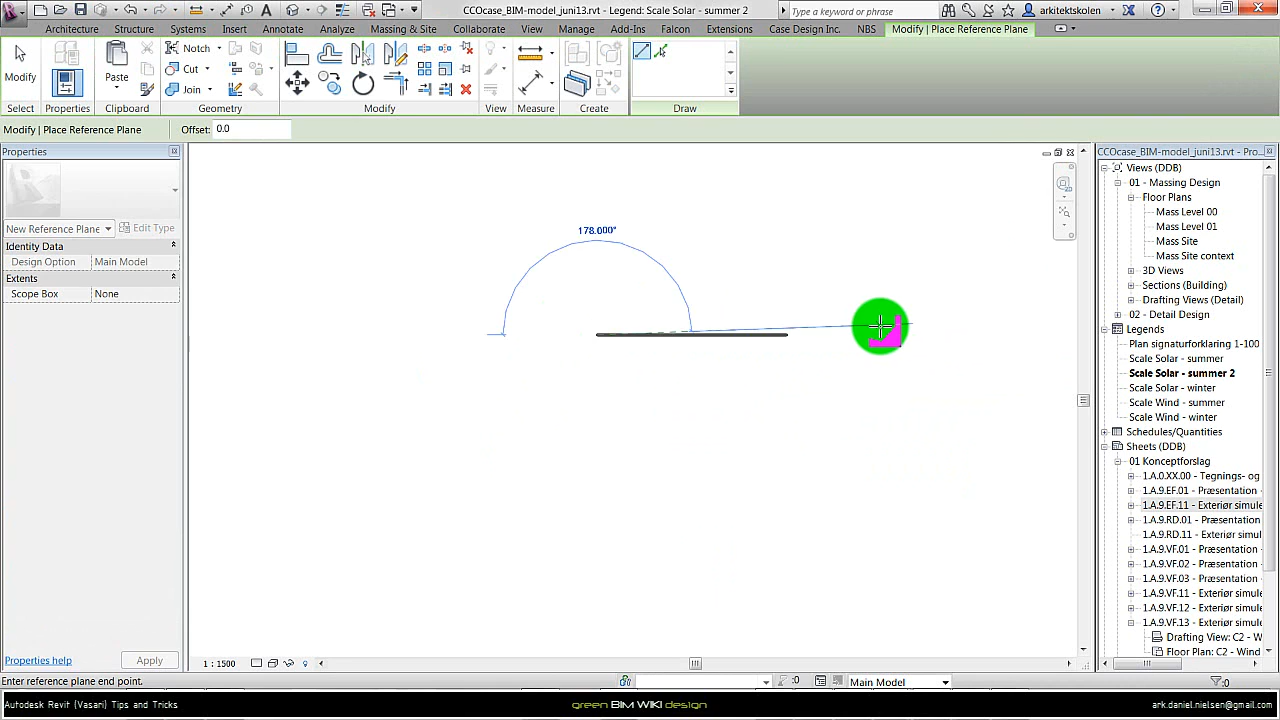 CCOcase_BIM-model_juni13.rvt - Legend: Scale Solar - summer 2
Type a keyword or phrase
arkitektskolen
Architecture Structure Systems Insert Annotate Analyze Massing & Site Collaborate View Manage Add-Ins Falcon Extensions Case Design Inc. NBS Modify | Place Reference Plane
Modify
Paste
Notch
Cut
Join
Select Properties Clipboard Geometry Modify View Measure Create Draw
Modify | Place Reference Plane
Offset: 0.0
Properties
New Reference Plane
Edit Type
Identity Data
Design Option Main Model
Extents
Scope Box None
Properties help
Apply
178.000°
2D
CCOcase_BIM-model_juni13.rvt - Pro...
Views (DDB)
01 - Massing Design
Floor Plans
Mass Level 00
Mass Level 01
Mass Site
Mass Site context
3D Views
Sections (Building)
Drafting Views (Detail)
02 - Detail Design
Legends
Plan signaturforklaring 1-100
Scale Solar - summer
Scale Solar - summer 2
Scale Solar - winter
Scale Wind - summer
Scale Wind - winter
Schedules/Quantities
Sheets (DDB)
01 Konceptforslag
1.A.0.XX.00 - Tegnings- og
1.A.9.EF.01 - Præsentation
1.A.9.EF.11 - Exteriør simule
1.A.9.RD.01 - Præsentation
1.A.9.RD.11 - Exteriør simul
1.A.9.VF.01 - Præsentation
1.A.9.VF.02 - Præsentation
1.A.9.VF.03 - Præsentation
1.A.9.VF.11 - Exteriør simule
1.A.9.VF.12 - Exteriør simule
1.A.9.VF.13 - Exteriør simule
Drafting View: C2 - W
Floor Plan: C2 - Wind
1 : 1500
Enter reference plane end point.
:0
Main Model
:0
Autodesk Revit (Vasari) Tips and Tricks
green BIM WIKI design
ark.daniel.nielsen@gmail.com